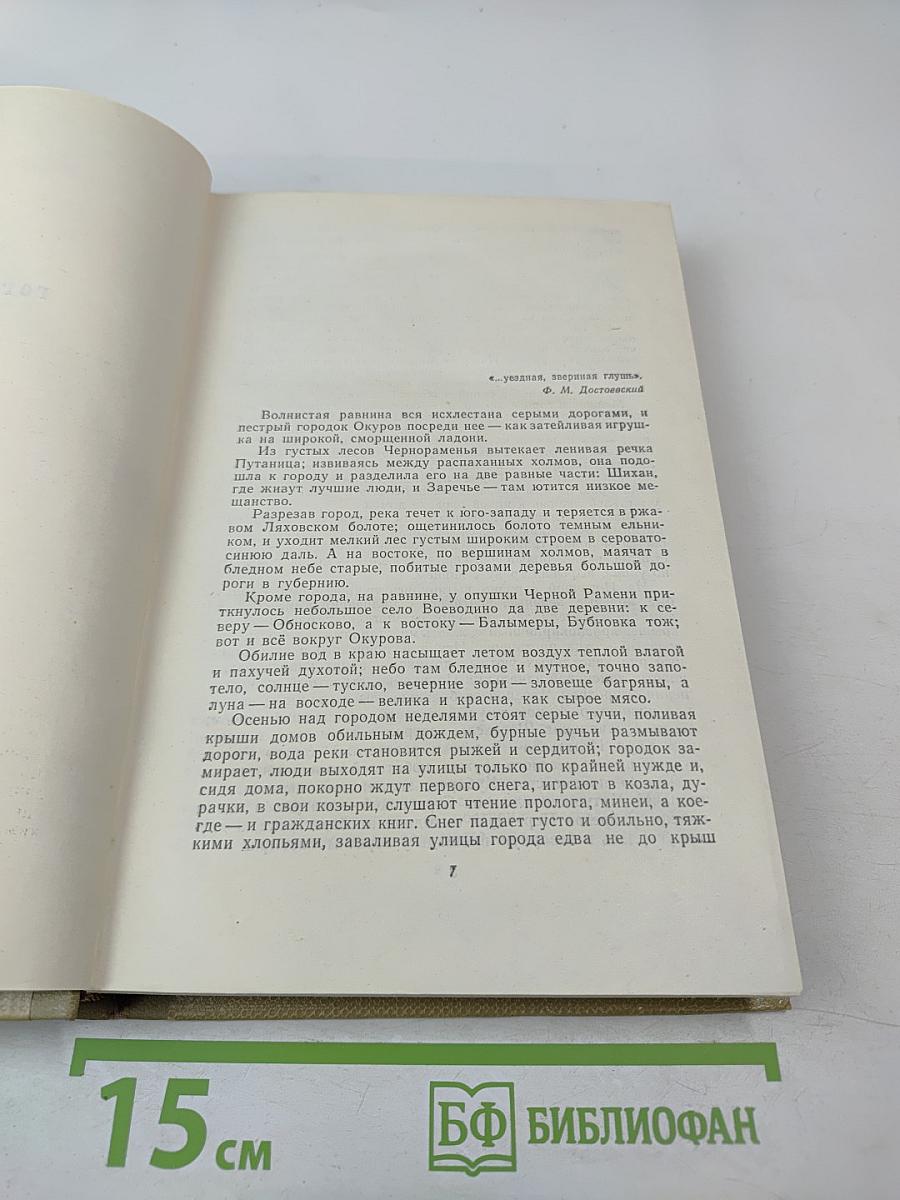 ГОР
«...уездная, звериная глушь».
Ф. М. Достоевский
Волнистая равнина вся исхлестана серыми дорогами, и
пестрый городок Окуров посреди нее — как затейливая игруш-
ка на широкой, сморщенной ладони.
Из густых лесов Чернораменья вытекает ленивая речка
Путаница; извиваясь между распаханных холмов, она подо-
шла к городу и разделила его на две равные части: Шихан,
где живут лучшие люди, и Заречье — там ютится низкое ме-
щанство.
Разрезав город, река течет к юго-западу и теряется в ржа-
вом Ляховском болоте; ощетинилось болото темным ельни-
ком, и уходит мелкий лес густым широким строем в серовато-
синюю даль. А на востоке, по вершинам холмов, маячат в
бледном небе старые, побитые грозами деревья большой до-
роги в губернию.
Кроме города, на равнине, у опушки Черной Рамени при-
ткнулось небольшое село Воеводино да две деревни: к се-
веру — Обносково, а к востоку — Балымеры, Бубновка тож;
вот и всё вокруг Окурова.
Обилие вод в краю насыщает летом воздух теплой влагой
и пахучей духотой; небо там бледное и мутное, точно запо-
тело, солнце — тускло, вечерние зори — зловеще багряны, а
луна — на восходе — велика и красна, как сырое мясо.
Осенью над городом неделями стоят серые тучи, поливая
крыши домов обильным дождем, бурные ручьи размывают
дороги, вода реки становится рыжей и сердитой; городок за-
мирает, люди выходят на улицы только по крайней нужде и,
сидя дома, покорно ждут первого снега, играют в козла, ду-
рачки, в свои козыри, слушают чтение пролога, минеи, а кое-
где — и гражданских книг. Снег падает густо и обильно, тяж-
кими хлопьями, заваливая улицы города едва не до крыш
7
15 см
БФ БИБЛИОФАН